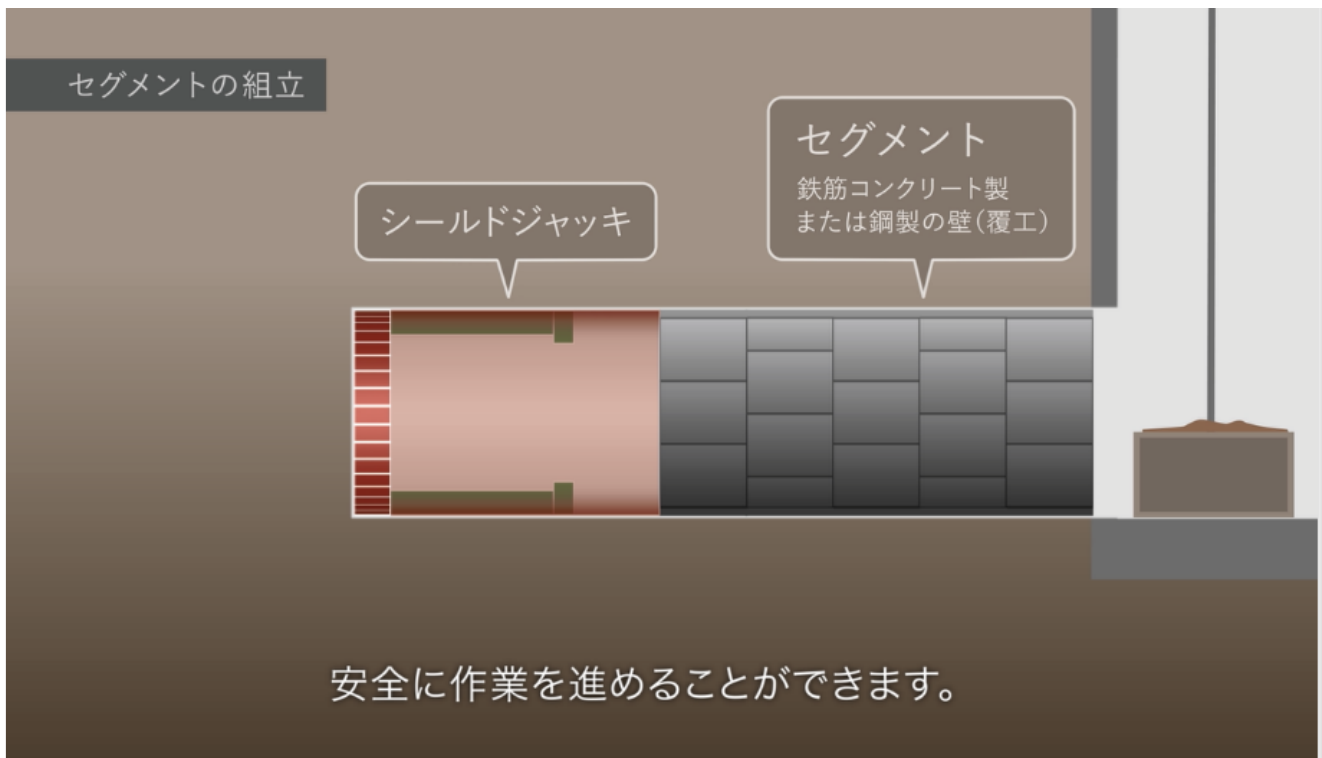 セグメントの組立
セグメント
鉄筋コンクリート製
または鋼製の壁(覆工)
シールドジャッキ
安全に作業を進めることができます。